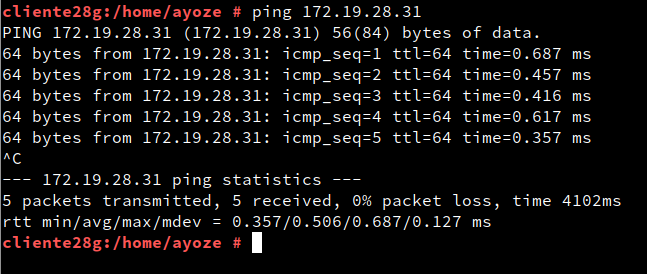 cliente28g:/home/ayoze # ping 172.19.28.31
PING 172.19.28.31 (172.19.28.31) 56(84) bytes of data.
64 bytes from 172.19.28.31: icmp_seq=1 ttl=64 time=0.687 ms
64 bytes from 172.19.28.31: icmp_seq=2 ttl=64 time=0.457 ms
64 bytes from 172.19.28.31: icmp_seq=3 ttl=64 time=0.416 ms
64 bytes from 172.19.28.31: icmp_seq=4 ttl=64 time=0.617 ms
64 bytes from 172.19.28.31: icmp_seq=5 ttl=64 time=0.357 ms
^C
--- 172.19.28.31 ping statistics ---
5 packets transmitted, 5 received, 0% packet loss, time 4102ms
rtt min/avg/max/mdev = 0.357/0.506/0.687/0.127 ms
cliente28g:/home/ayoze #